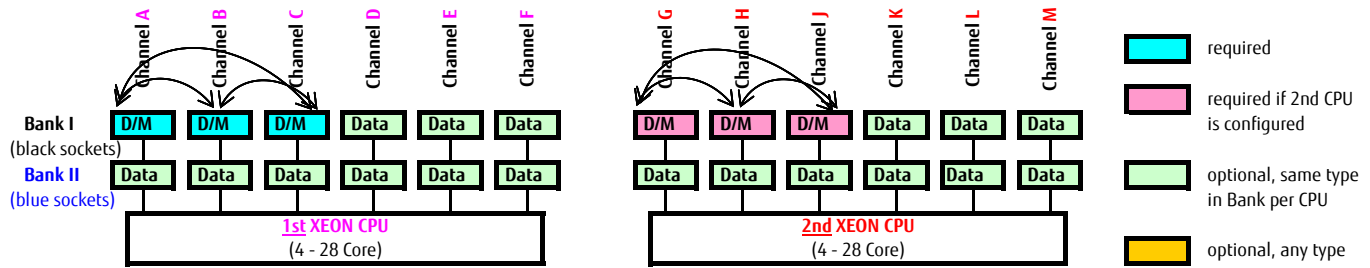 Channel A
Channel B
Channel C
Channel D
Channel E
Channel F
Channel G
Channel H
Channel J
Channel K
Channel L
Channel M
Bank I
(black sockets)
D/M D/M D/M Data Data Data
D/M D/M D/M Data Data Data
Bank II
(blue sockets)
Data Data Data Data Data Data
Data Data Data Data Data Data
1st XEON CPU
(4 - 28 Core)
2nd XEON CPU
(4 - 28 Core)
required
required if 2nd CPU
is configured
optional, same type
in Bank per CPU
optional, any type